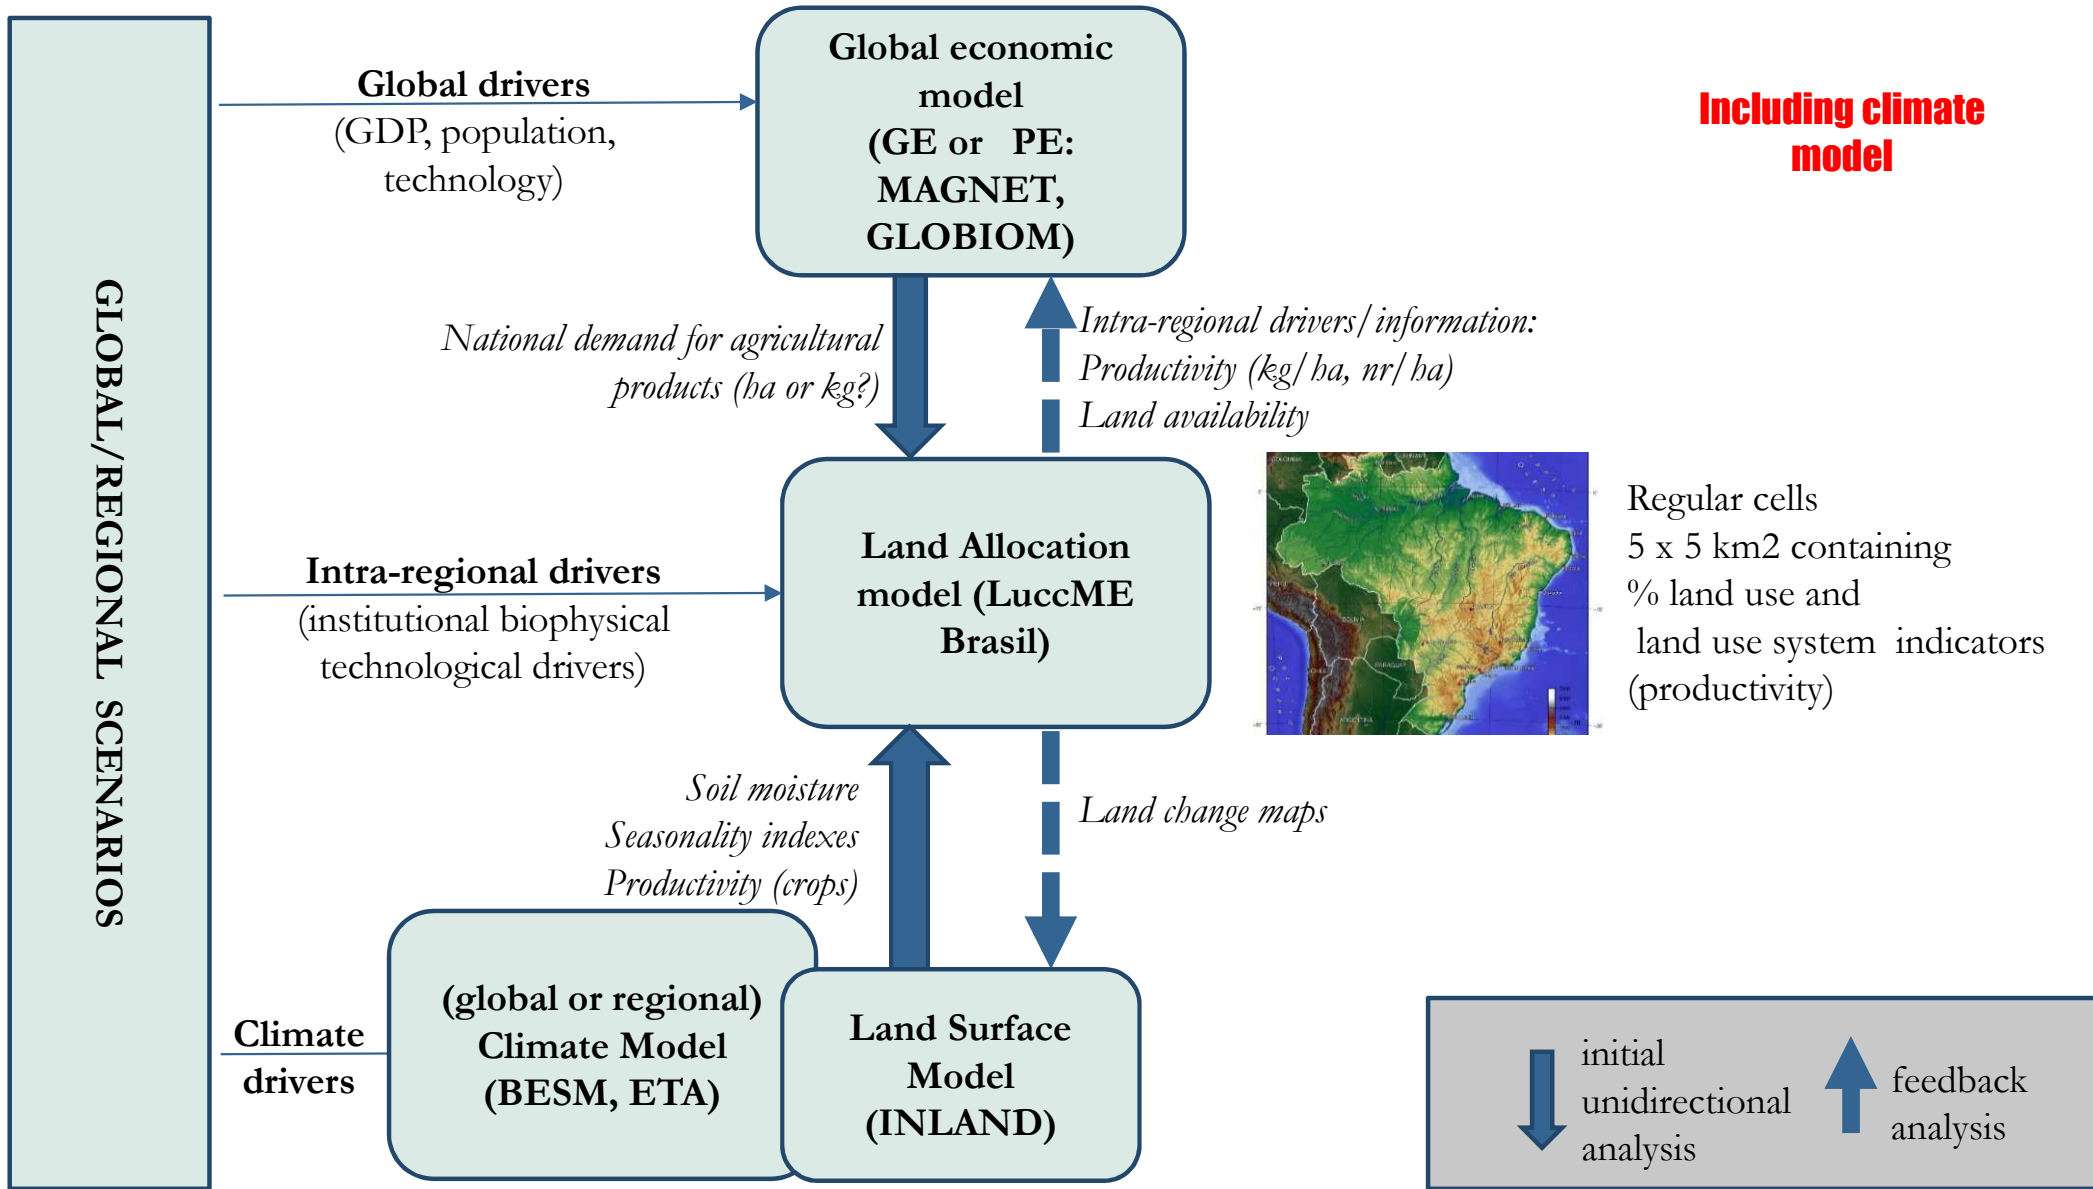 GLOBAL/REGIONAL SCENARIOS
Global drivers
(GDP, population,
technology)
Global economic
model
(GE or PE:
MAGNET,
GLOBIOM)
Including climate
model
National demand for agricultural
products (ha or kg?)
Intra-regional drivers/information:
Productivity (kg/ha, nr/ha)
Land availability
Intra-regional drivers
(institutional biophysical
technological drivers)
Land Allocation
model (LuccME
Brasil)
COLOMBIA
BOLIVIA
PARAGUAY
ARGENTINA
Regular cells
5 x 5 km2 containing
% land use and
land use system indicators
(productivity)
Soil moisture
Seasonality indexes
Productivity (crops)
Land change maps
Climate
drivers
(global or regional)
Climate Model
(BESM, ETA)
Land Surface
Model
(INLAND)
initial
unidirectional
analysis
feedback
analysis